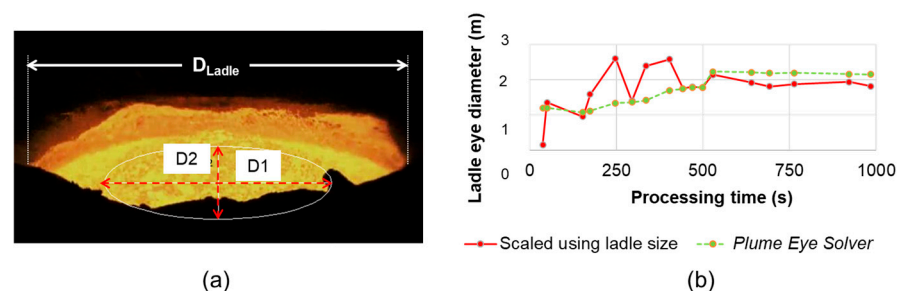 D Ladle
D2
D1
(a)
(b)
Ladle eye diameter (m)
3
2
1
0
0
250
500
750
1000
Processing time (s)
Scaled using ladle size
Plume Eye Solver